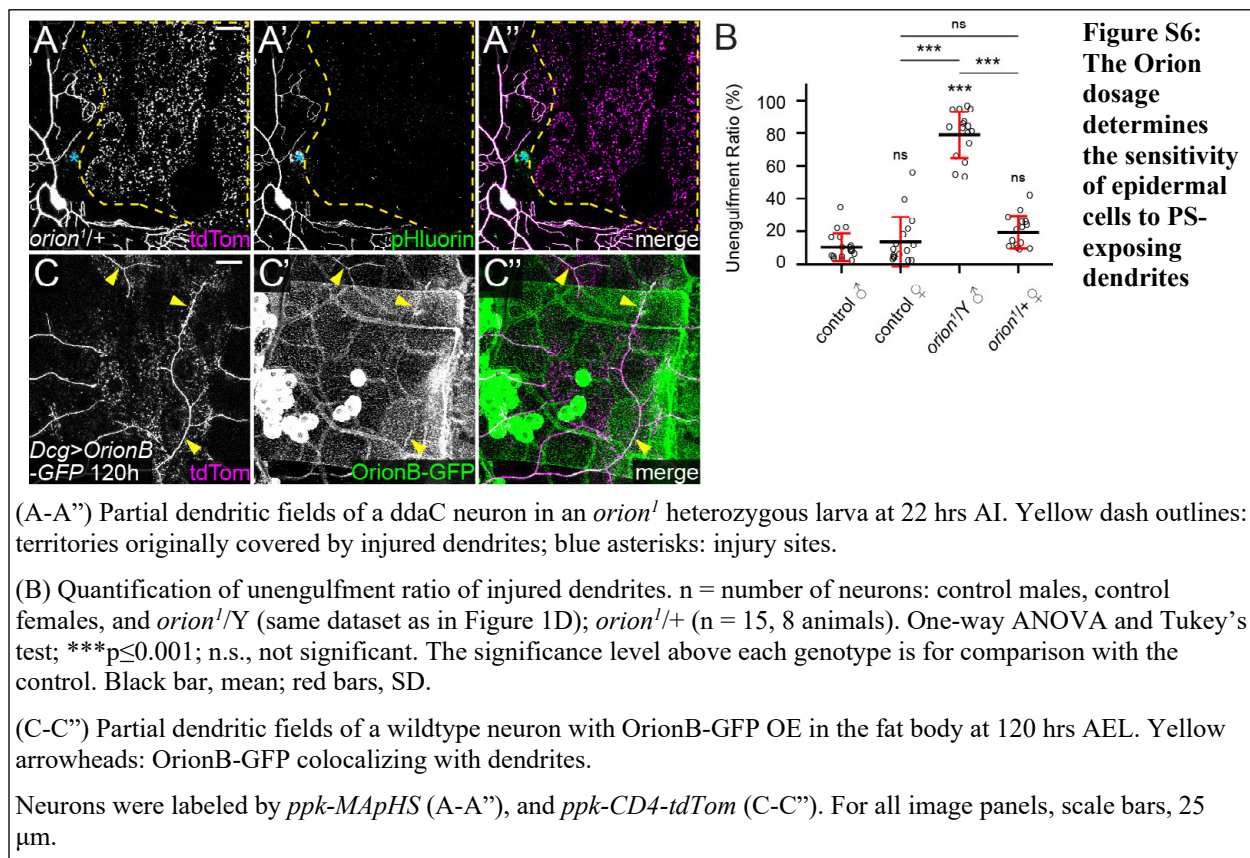 A
A'
A''
orion¹/+
tdTom
pHluorin
merge
C
C'
C''
Dcg>OrionB
-GFP 120h
tdTom
OrionB-GFP
merge
B
ns
***
***
***
ns
ns
Unengulfment Ratio (%)
100
80
60
40
20
0
control ♂
control ♀
orion¹/Y ♂
orion¹/+ ♀
Figure S6:
The Orion
dosage
determines
the sensitivity
of epidermal
cells to PS-
exposing
dendrites
(A-A”) Partial dendritic fields of a ddaC neuron in an orion¹ heterozygous larva at 22 hrs AI. Yellow dash outlines:
territories originally covered by injured dendrites; blue asterisks: injury sites.
(B) Quantification of unengulfment ratio of injured dendrites. n = number of neurons: control males, control
females, and orion¹/Y (same dataset as in Figure 1D); orion¹/+ (n = 15, 8 animals). One-way ANOVA and Tukey’s
test; ***p≤0.001; n.s., not significant. The significance level above each genotype is for comparison with the
control. Black bar, mean; red bars, SD.
(C-C”) Partial dendritic fields of a wildtype neuron with OrionB-GFP OE in the fat body at 120 hrs AEL. Yellow
arrowheads: OrionB-GFP colocalizing with dendrites.
Neurons were labeled by ppk-MApHS (A-A”), and ppk-CD4-tdTom (C-C”). For all image panels, scale bars, 25
μm.